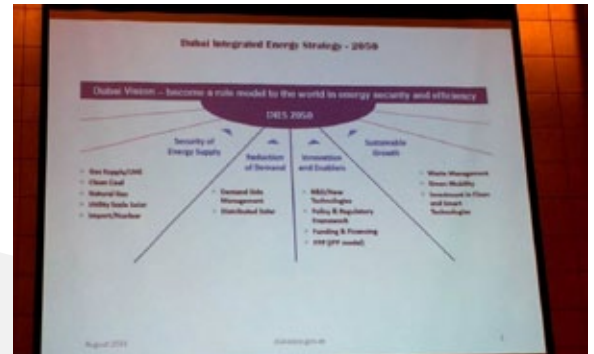 Dubai Integrated Energy Strategy - 2050
Dubai Vision – become a role model to the world in energy security and efficiency
DIES 2050
Security of
Energy Supply
Reduction
of Demand
Innovation
and Enablers
Sustainable
Growth
Gas Supply/LNG
Clean Coal
Natural Gas
Utility Scale Solar
Import/Nuclear
Demand Side
Management
Distributed Solar
R&D/New
Technologies
Policy & Regulatory
Framework
Funding & Financing
Waste Management
Green Mobility
Investment in Clean
and Smart
Technologies
August